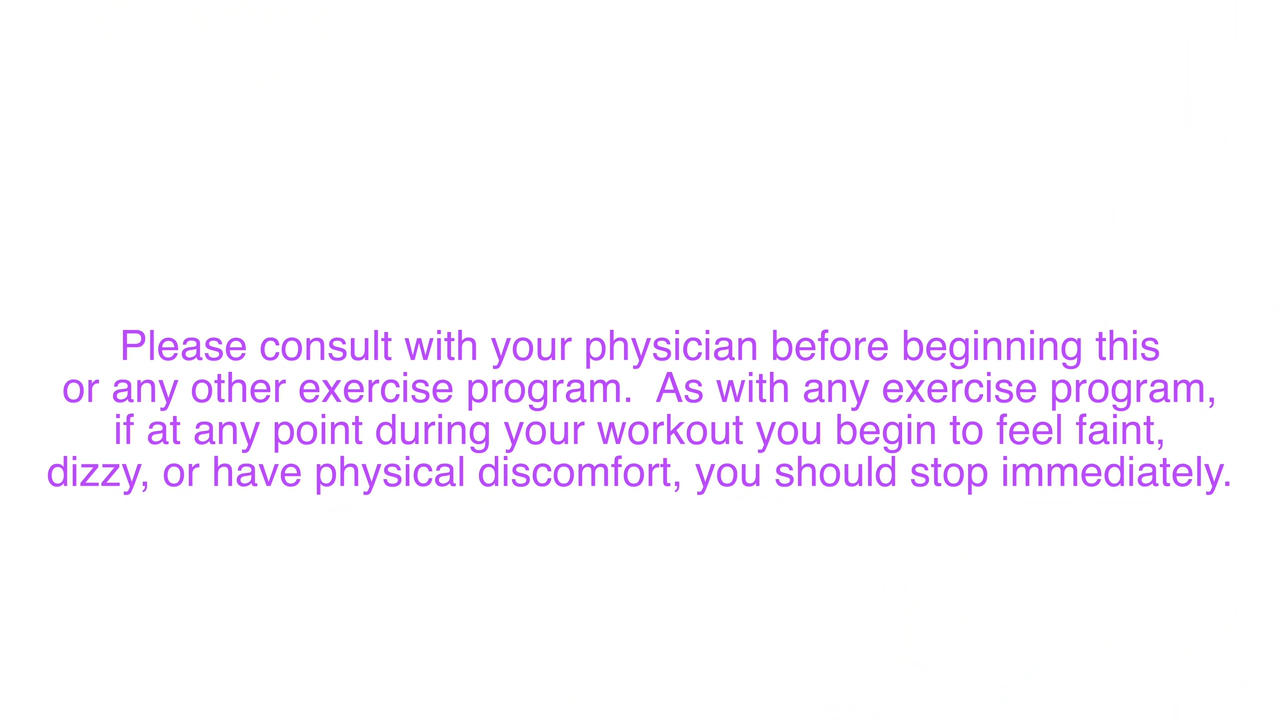 Please consult with your physician before beginning this
or any other exercise program.  As with any exercise program,
if at any point during your workout you begin to feel faint,
dizzy, or have physical discomfort, you should stop immediately.